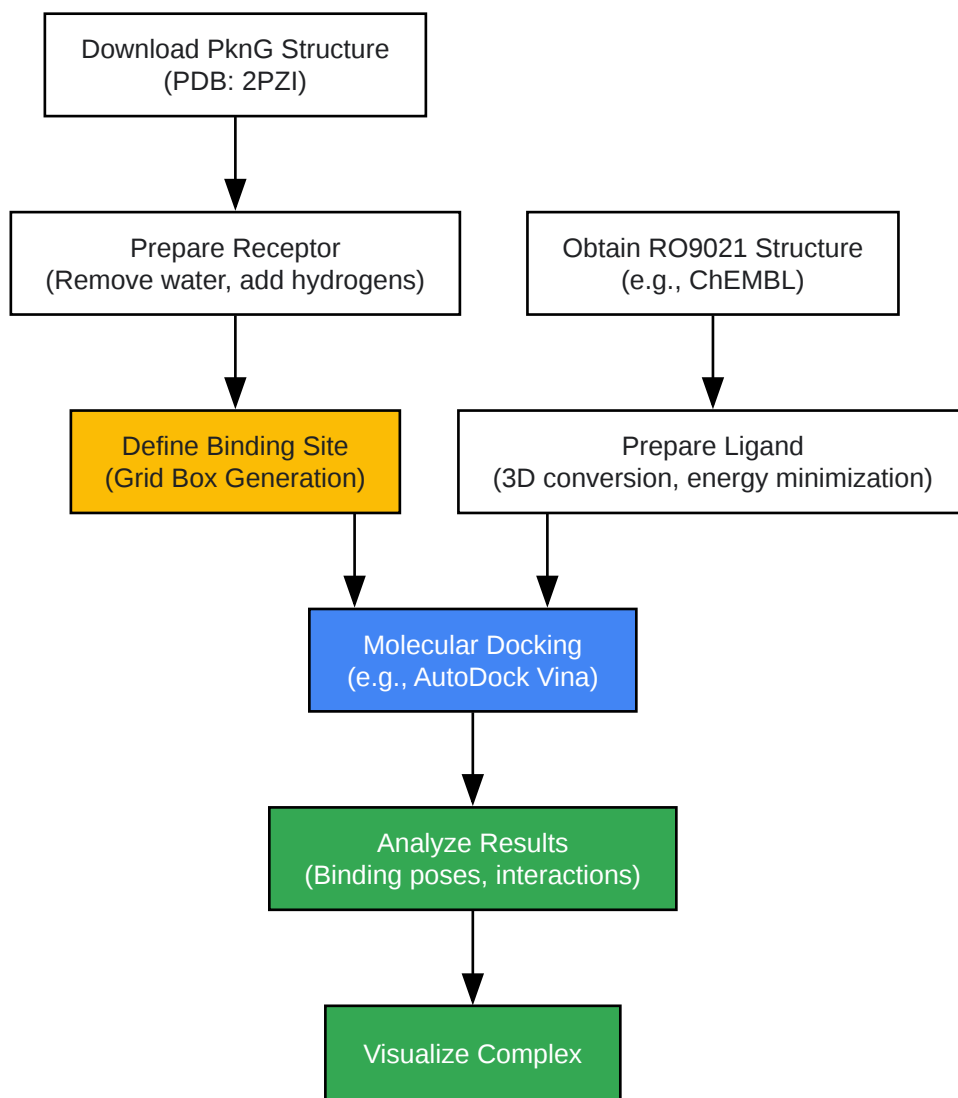 Download PknG Structure
(PDB: 2PZI)
Prepare Receptor
(Remove water, add hydrogens)
Obtain RO9021 Structure
(e.g., ChEMBL)
Define Binding Site
(Grid Box Generation)
Prepare Ligand
(3D conversion, energy minimization)
Molecular Docking
(e.g., AutoDock Vina)
Analyze Results
(Binding poses, interactions)
Visualize Complex